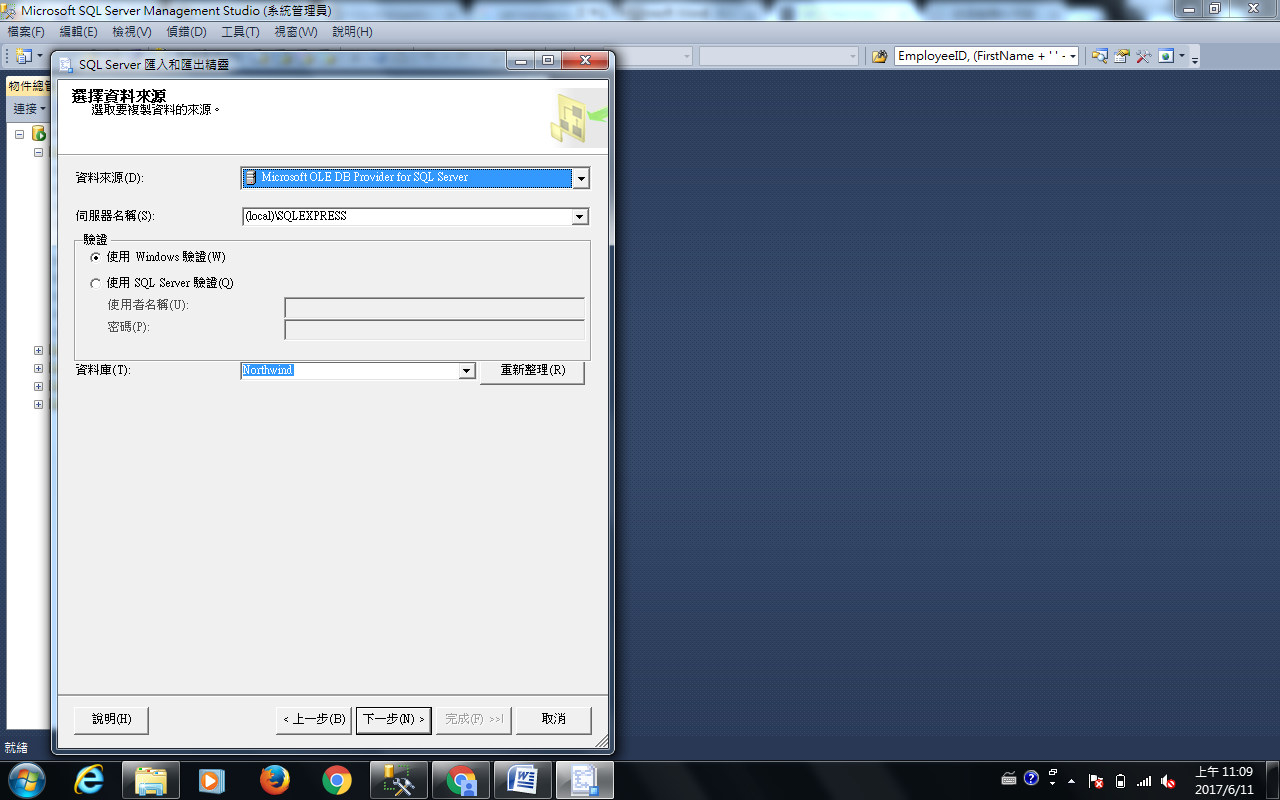 Microsoft SQL Server Management Studio (系統管理員)
檔案(F) 編輯(E) 檢視(V) 偵錯(D) 工具(T) 視窗(W) 說明(H)
EmployeeID, (FirstName + ' ' -
SQL Server 匯入和匯出精靈
物件總管
連接
選擇資料來源
選取要複製資料的來源。
資料來源(D):
Microsoft OLE DB Provider for SQL Server
伺服器名稱(S):
(local)\SQLEXPRESS
驗證
使用 Windows 驗證(W)
使用 SQL Server 驗證(Q)
使用者名稱(U):
密碼(P):
資料庫(T):
Northwind
重新整理(R)
說明(H)
< 上一步(B)
下一步(N) >
完成(F) >>|
取消
就緒
上午 11:09
2017/6/11